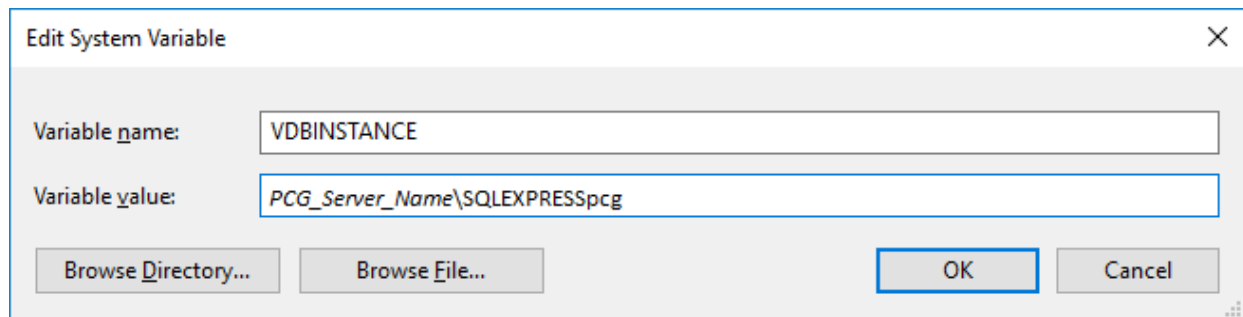 Edit System Variable
Variable name: VDBINSTANCE
Variable value: PCG_Server_Name\SQLEXPRESSpcg
Browse Directory... Browse File... OK Cancel